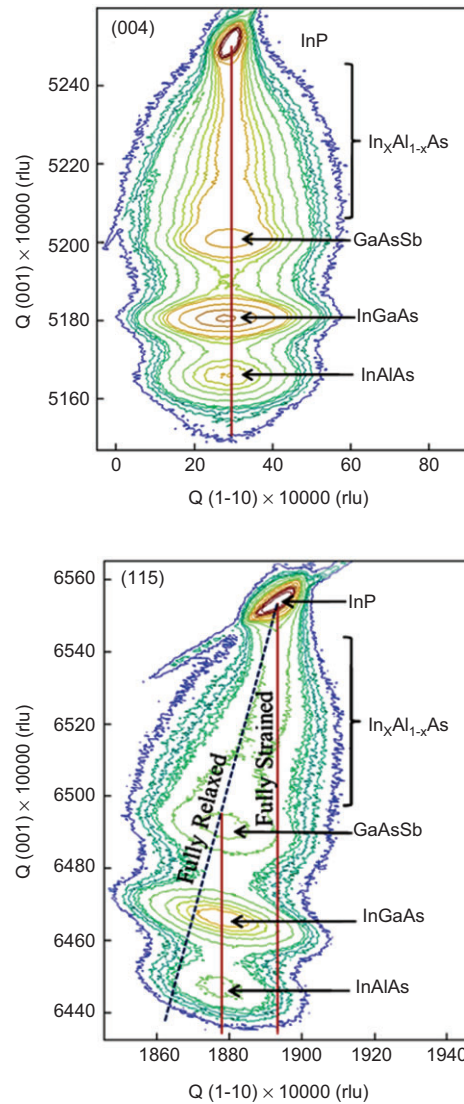 (004)
InP
5240
InXAl1-xAs
5220
GaAsSb
5200
InGaAs
5180
InAlAs
5160
0 20 40 60 80
Q (001) × 10000 (rlu)
Q (1-10) × 10000 (rlu)
(115)
6560
InP
6540
InXAl1-xAs
6520
Fully Relaxed
Fully Strained
6500
GaAsSb
6480
InGaAs
6460
InAlAs
6440
1860 1880 1900 1920 1940
Q (001) × 10000 (rlu)
Q (1-10) × 10000 (rlu)